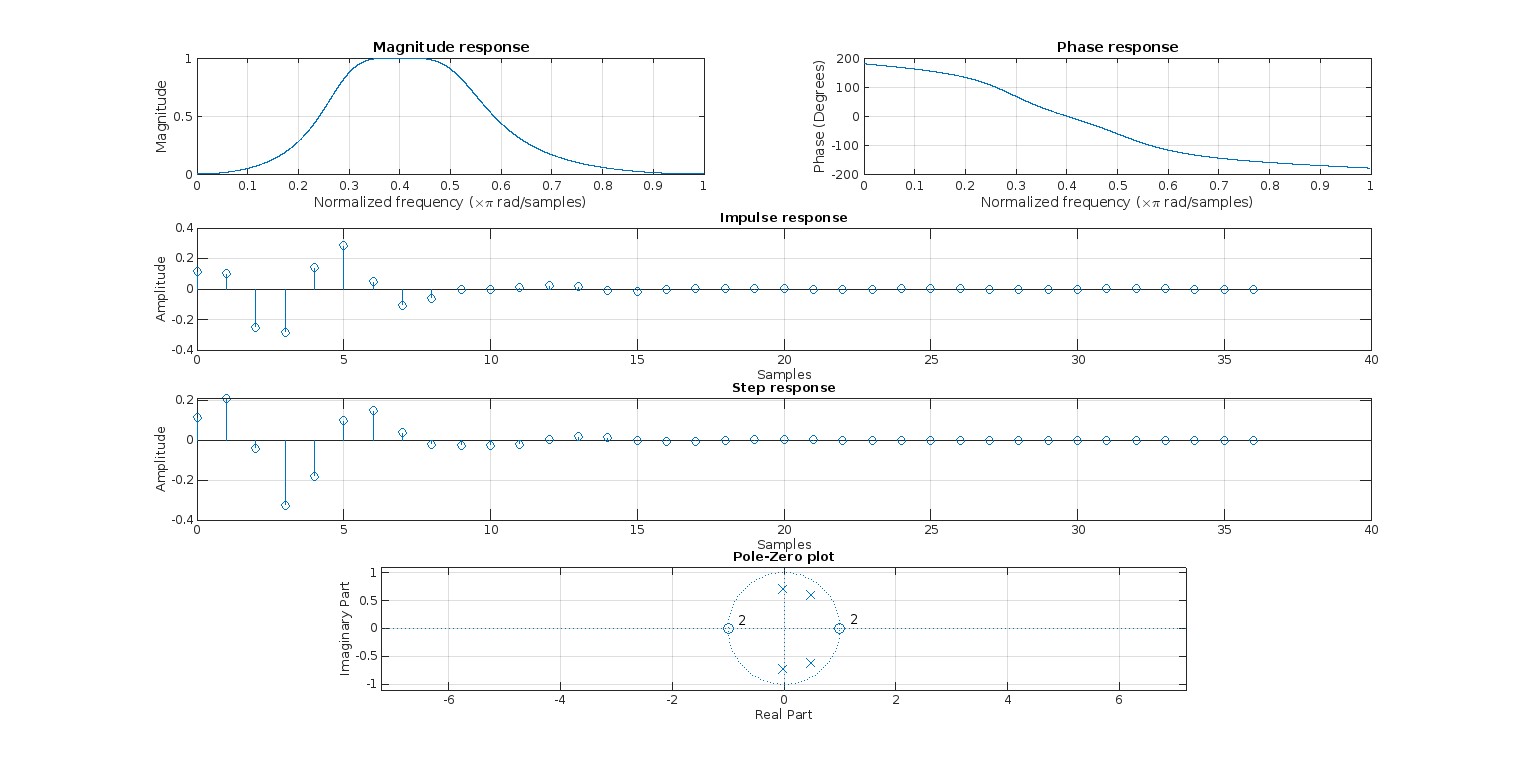 Magnitude response
Phase response
Magnitude
1
0.5
0
0 0.1 0.2 0.3 0.4 0.5 0.6 0.7 0.8 0.9 1
Normalized frequency (×π rad/samples)
Phase (Degrees)
200
100
0
-100
-200
0 0.1 0.2 0.3 0.4 0.5 0.6 0.7 0.8 0.9 1
Normalized frequency (×π rad/samples)
Impulse response
Amplitude
0.4
0.2
0
-0.2
-0.4
0 5 10 15 20 25 30 35 40
Samples
Step response
Amplitude
0.2
0
-0.2
-0.4
0 5 10 15 20 25 30 35 40
Samples
Pole-Zero plot
Imaginary Part
1
0.5
0
-0.5
-1
2 2
-6 -4 -2 0 2 4 6
Real Part